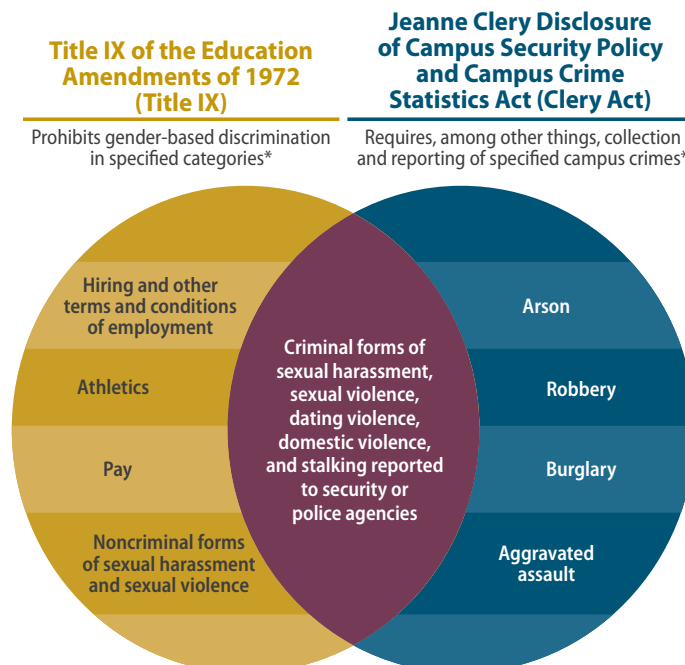 Title IX of the Education
Amendments of 1972
(Title IX)
Prohibits gender-based discrimination
in specified categories*
Jeanne Clery Disclosure
of Campus Security Policy
and Campus Crime
Statistics Act (Clery Act)
Requires, among other things, collection
and reporting of specified campus crimes*
Hiring and other
terms and conditions
of employment
Athletics
Pay
Noncriminal forms
of sexual harassment
and sexual violence
Criminal forms of
sexual harassment,
sexual violence,
dating violence,
domestic violence,
and stalking reported
to security or
police agencies
Arson
Robbery
Burglary
Aggravated
assault